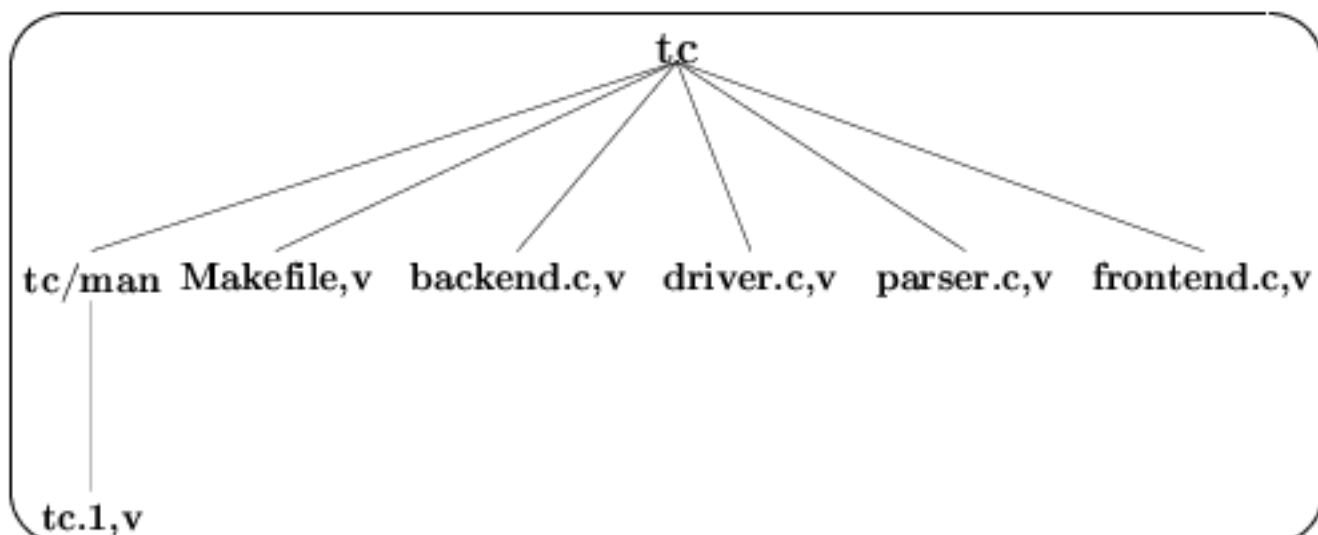 tc
tc/man Makefile,v backend.c,v driver.c,v parser.c,v frontend.c,v
tc.1,v